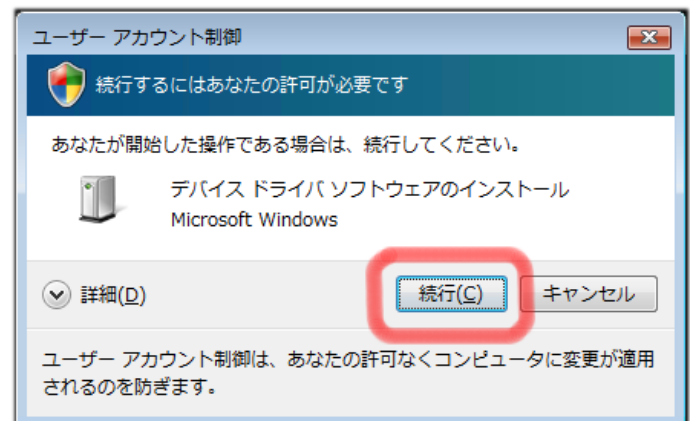 ユーザー アカウント制御
続行するにはあなたの許可が必要です
あなたが開始した操作である場合は、続行してください。
デバイス ドライバ ソフトウェアのインストール
Microsoft Windows
詳細(D)
続行(C)
キャンセル
ユーザー アカウント制御は、あなたの許可なくコンピュータに変更が適用
されるのを防ぎます。